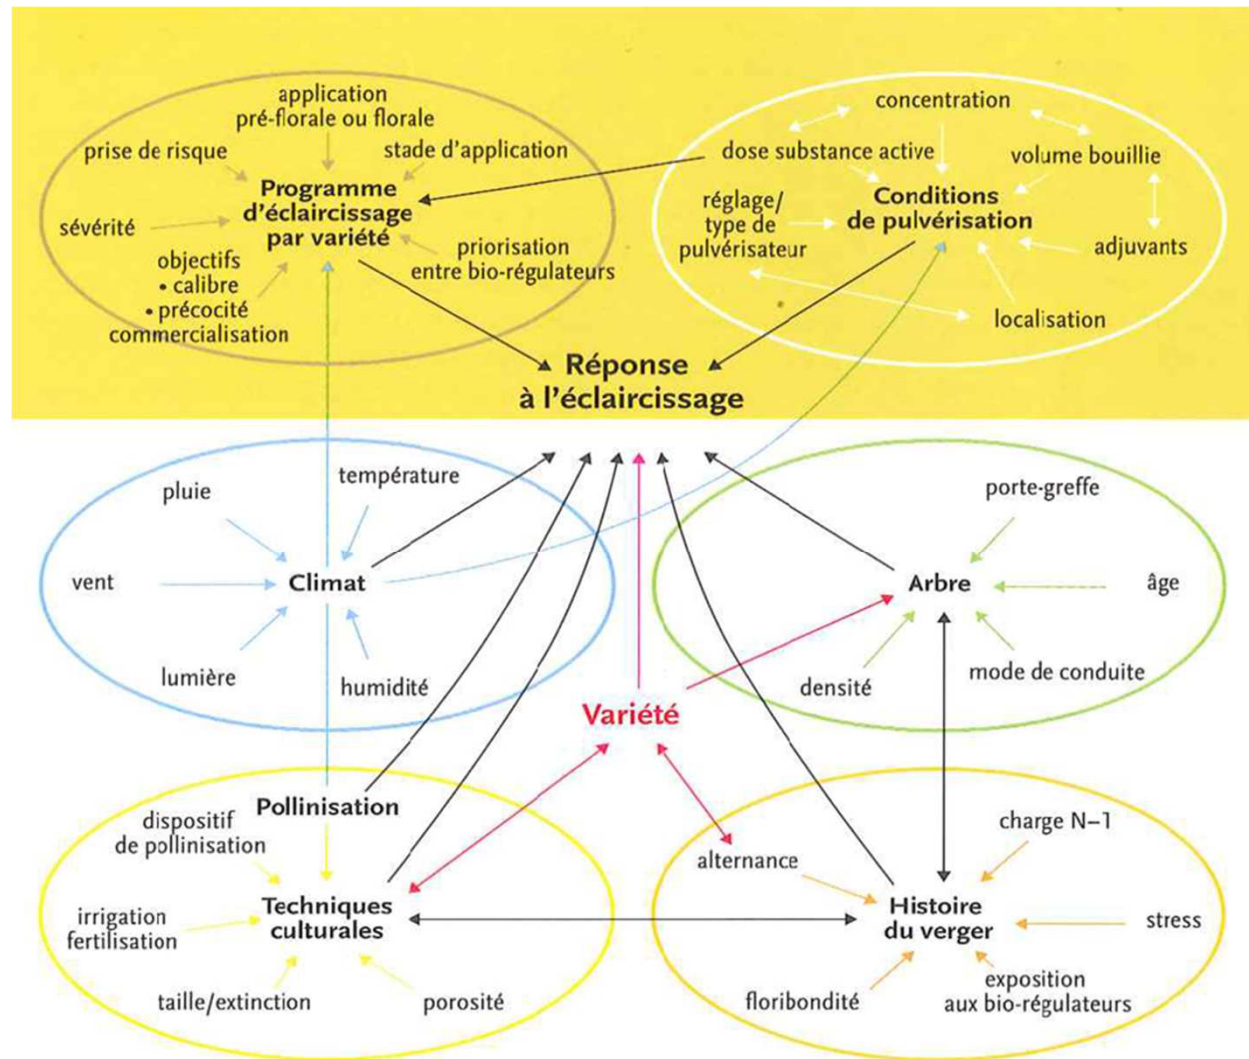 application
pré-florale ou florale
prise de risque
stade d'application
Programme
d'éclaircissage
par variété
sévérité
priorisation
entre bio-régulateurs
objectifs
• calibre
• précocité
commercialisation
concentration
dose substance active
volume bouillie
Conditions
de pulvérisation
réglage/
type de
pulvérisateur
adjuvants
localisation
Réponse
à l'éclaircissage
pluie
température
vent
Climat
lumière
humidité
porte-greffe
Arbre
âge
densité
mode de conduite
Variété
Pollinisation
dispositif
de pollinisation
Techniques
culturales
irrigation
fertilisation
taille/extinction
porosité
charge N–1
alternance
Histoire
du verger
stress
floribondité
exposition
aux bio-régulateurs